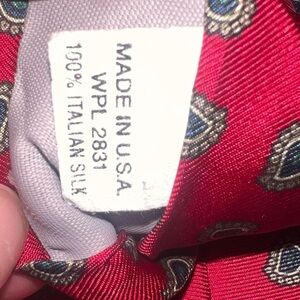 MADE IN U.S.A.
WPL 2831
100% ITALIAN SILK